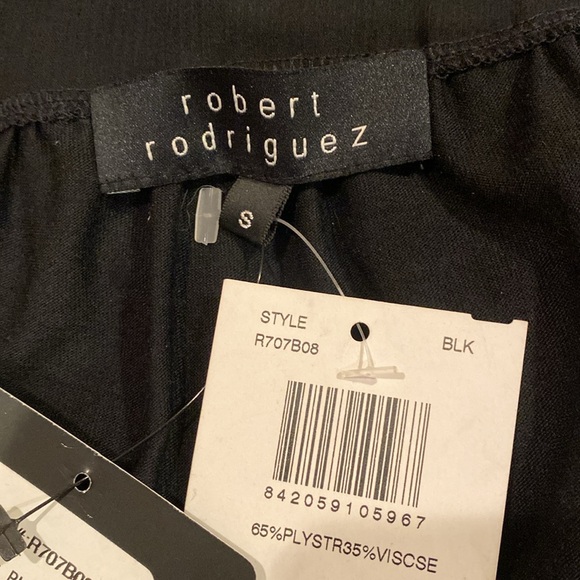 robert
rodriguez
S
STYLE
R707B08
BLK
842059105967
65%PLYSTR35%VISCSE